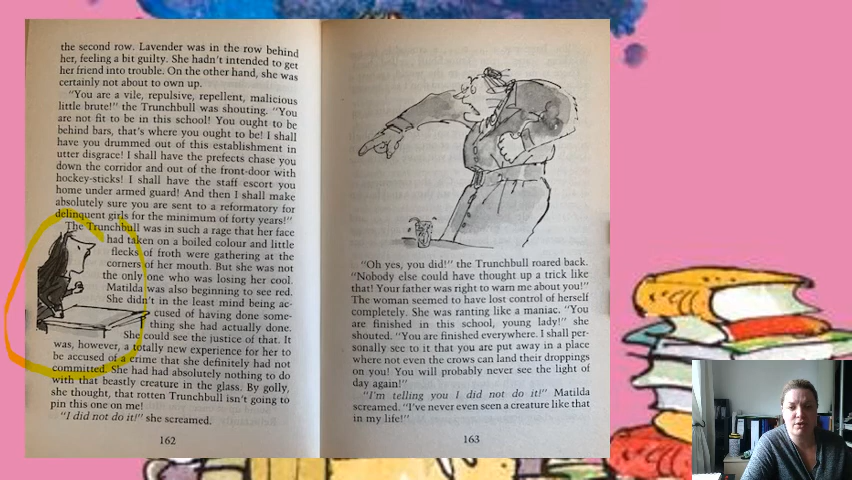 the second row. Lavender was in the row behind
her, feeling a bit guilty. She hadn't intended to get
her friend into trouble. On the other hand, she was
certainly not about to own up.
"You are a vile, repulsive, repellent, malicious
little brute!" the Trunchbull was shouting. "You
are not fit to be in this school! You ought to be
behind bars, that's where you ought to be! I shall
have you drummed out of this establishment in
utter disgrace! I shall have the prefects chase you
down the corridor and out of the front-door with
hockey-sticks! I shall have the staff escort you
home under armed guard! And then I shall make
absolutely sure you are sent to a reformatory for
delinquent girls for the minimum of forty years!"
The Trunchbull was in such a rage that her face
had taken on a boiled colour and little
flecks of froth were gathering at the
corners of her mouth. But she was not
the only one who was losing her cool.
Matilda was also beginning to see red.
She didn't in the least mind being ac-
cused of having done some-
thing she had actually done.
She could see the justice of that. It
was, however, a totally new experience for her to
be accused of a crime that she definitely had not
committed. She had had absolutely nothing to do
with that beastly creature in the glass. By golly,
she thought, that rotten Trunchbull isn't going to
pin this one on me!
"I did not do it!" she screamed.
162
"Oh yes, you did!" the Trunchbull roared back.
"Nobody else could have thought up a trick like
that! Your father was right to warn me about you!"
The woman seemed to have lost control of herself
completely. She was ranting like a maniac. "You
are finished in this school, young lady!" she
shouted. "You are finished everywhere. I shall per-
sonally see to it that you are put away in a place
where not even the crows can land their droppings
on you! You will probably never see the light of
day again!"
"I'm telling you I did not do it!" Matilda
screamed. "I've never even seen a creature like that
in my life!"
163